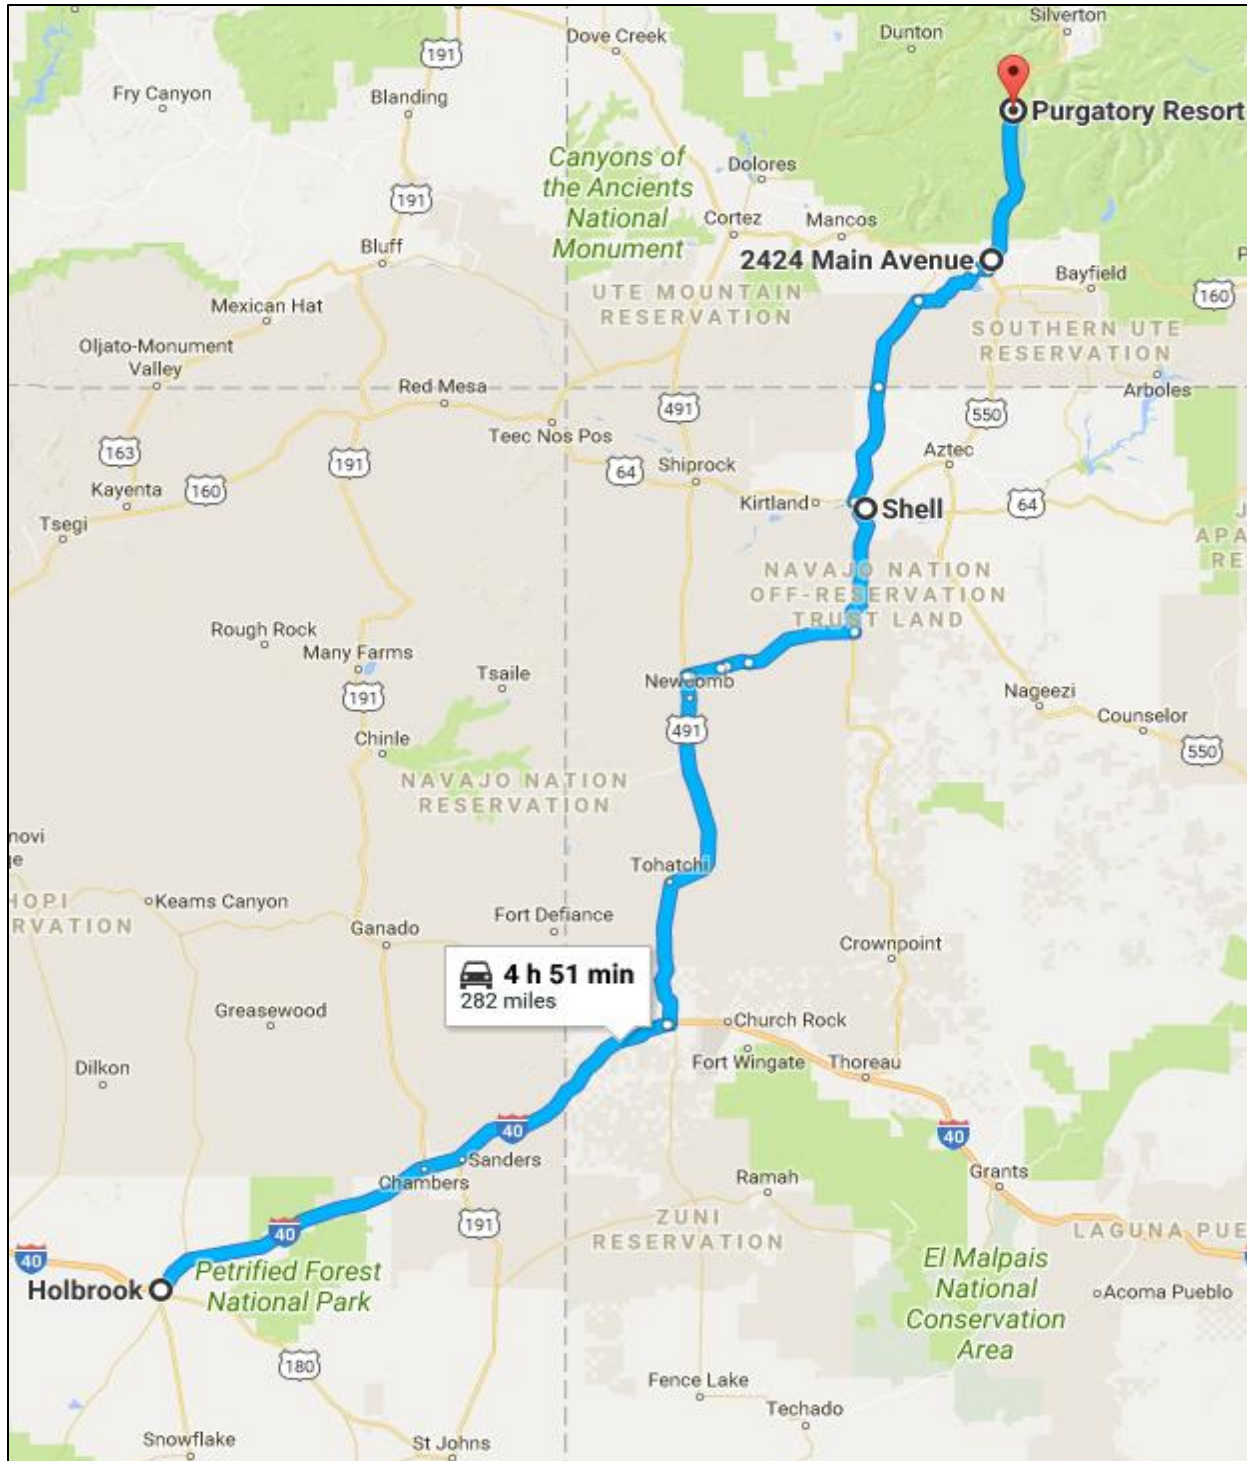 Silverton
Dunton
Dove Creek
191
Fry Canyon
Blanding
Purgatory Resort
Canyons of
the Ancients
National
Monument
Dolores
191
Cortez
Mancos
Bluff
2424 Main Avenue
Bayfield
UTE MOUNTAIN
RESERVATION
160
Mexican Hat
SOUTHERN UTE
RESERVATION
Oljato-Monument
Valley
Red Mesa
Arboles
491
550
Teec Nos Pos
163
191
64
Shiprock
Aztec
Kayenta
160
Kirtland
Shell
64
Tsegi
NAVAJO NATION
OFF-RESERVATION
TRUST LAND
Rough Rock
Many Farms
Tsaile
Newcomb
191
Nageezi
Counselor
491
Chinle
550
NAVAJO NATION
RESERVATION
Tohatchi
HOPI
RVATION
Keams Canyon
Ganado
Fort Defiance
Crownpoint
4 h 51 min
282 miles
Greasewood
Church Rock
Fort Wingate
Thoreau
Dilkon
40
40
Sanders
Chambers
Ramah
Grants
191
ZUNI
RESERVATION
LAGUNA PUE
40
40
Petrified Forest
National Park
Holbrook
El Malpais
National
Conservation
Area
Acoma Pueblo
180
Fence Lake
Techado
Snowflake
St Johns